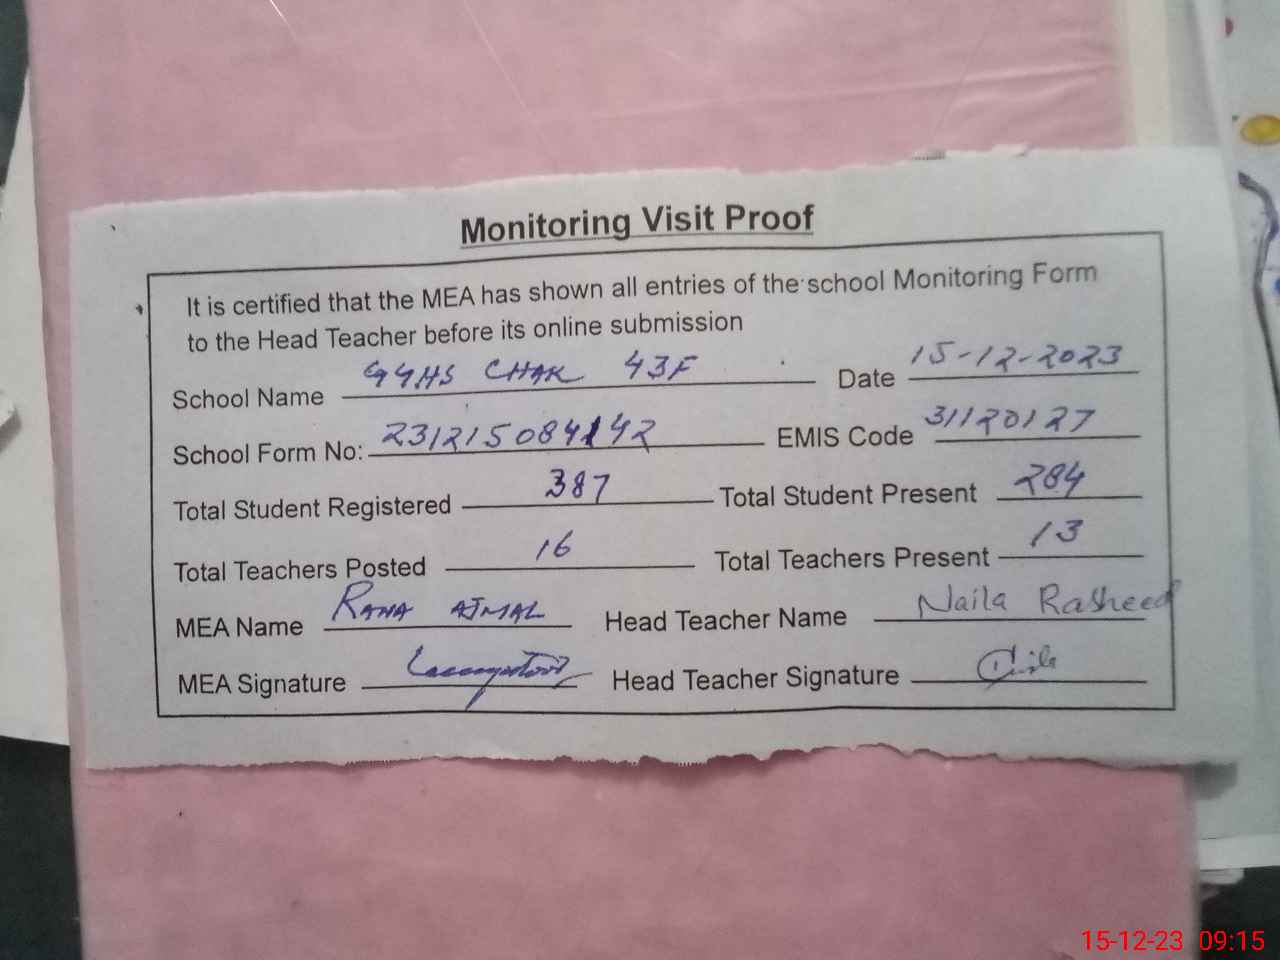 Monitoring Visit Proof
It is certified that the MEA has shown all entries of the school Monitoring Form
to the Head Teacher before its online submission
School Name GGHS CHAK 43F Date 15-12-2023
School Form No: 231215084142 EMIS Code 31120127
Total Student Registered 387 Total Student Present 284
Total Teachers Posted 16 Total Teachers Present 13
MEA Name RANA AJMAL Head Teacher Name Naila Rasheed
MEA Signature Head Teacher Signature
15-12-23 09:15